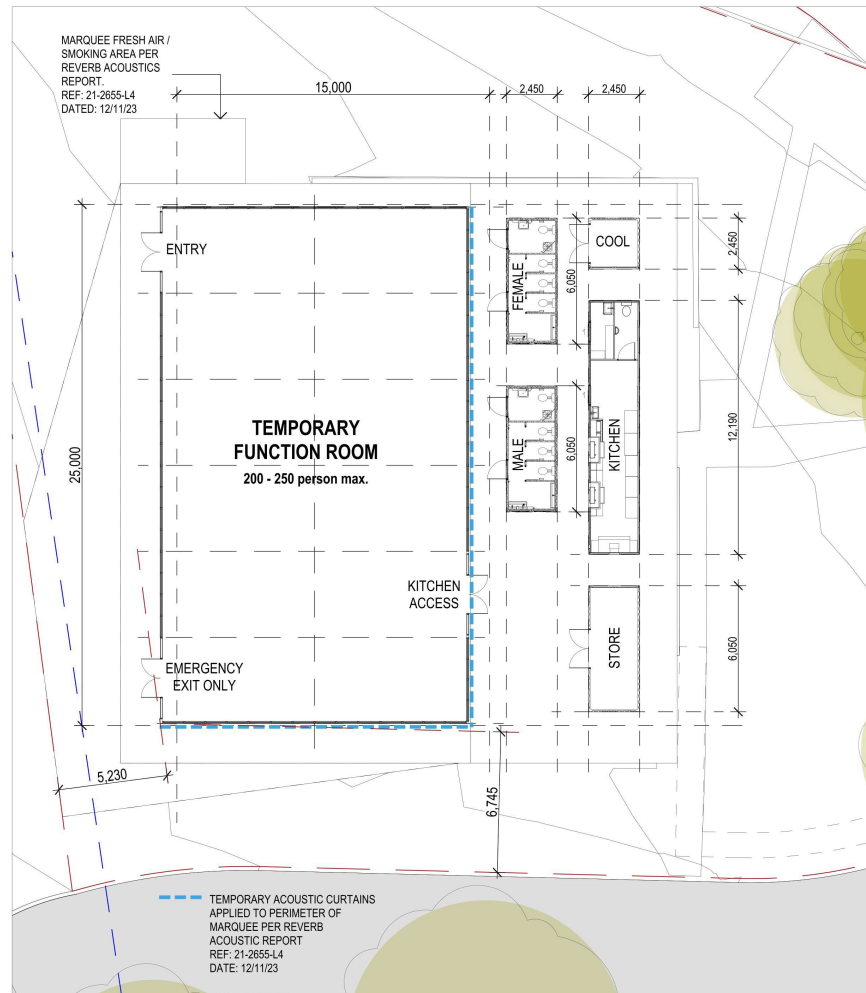 MARQUEE FRESH AIR /
SMOKING AREA PER
REVERB ACOUSTICS
REPORT.
REF: 21-2655-L4
DATED: 12/11/23
15,000
2,450
2,450
ENTRY
COOL
2,450
FEMALE
6,050
25,000
TEMPORARY
FUNCTION ROOM
200 - 250 person max.
MALE
6,050
KITCHEN
12,190
KITCHEN
ACCESS
STORE
6,050
EMERGENCY
EXIT ONLY
5,230
6,745
TEMPORARY ACOUSTIC CURTAINS
APPLIED TO PERIMETER OF
MARQUEE PER REVERB
ACOUSTIC REPORT
REF: 21-2655-L4
DATE: 12/11/23